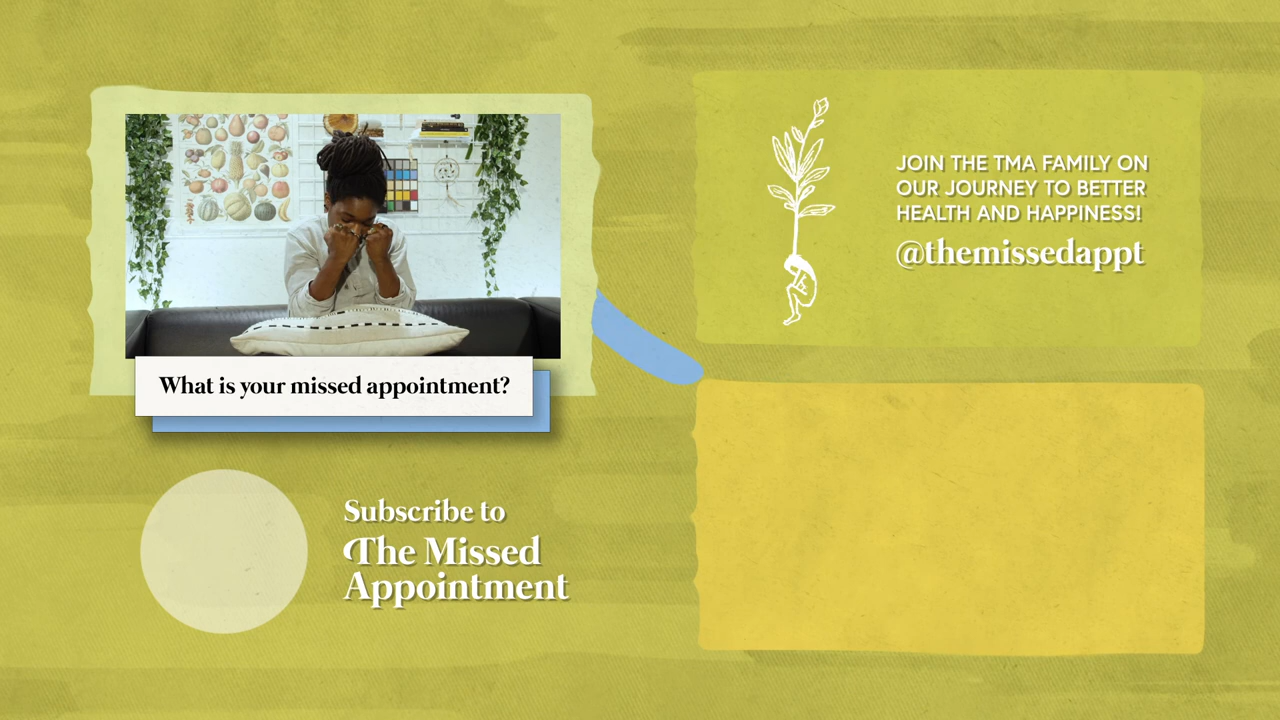 What is your missed appointment?
Subscribe to
The Missed
Appointment
JOIN THE TMA FAMILY ON
OUR JOURNEY TO BETTER
HEALTH AND HAPPINESS!
@themissedappt